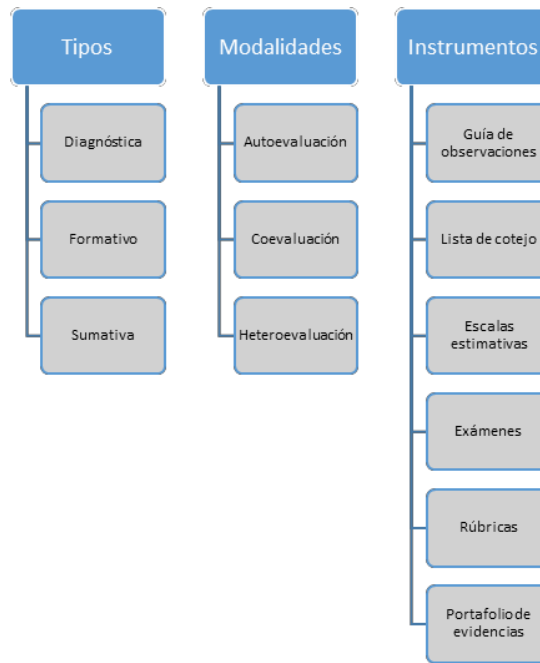 Tipos
Diagnóstica
Formativo
Sumativa
Modalidades
Autoevaluación
Coevaluación
Heteroevaluación
Instrumentos
Guía de
observaciones
Lista de cotejo
Escalas
estimativas
Exámenes
Rúbricas
Portafolio de
evidencias